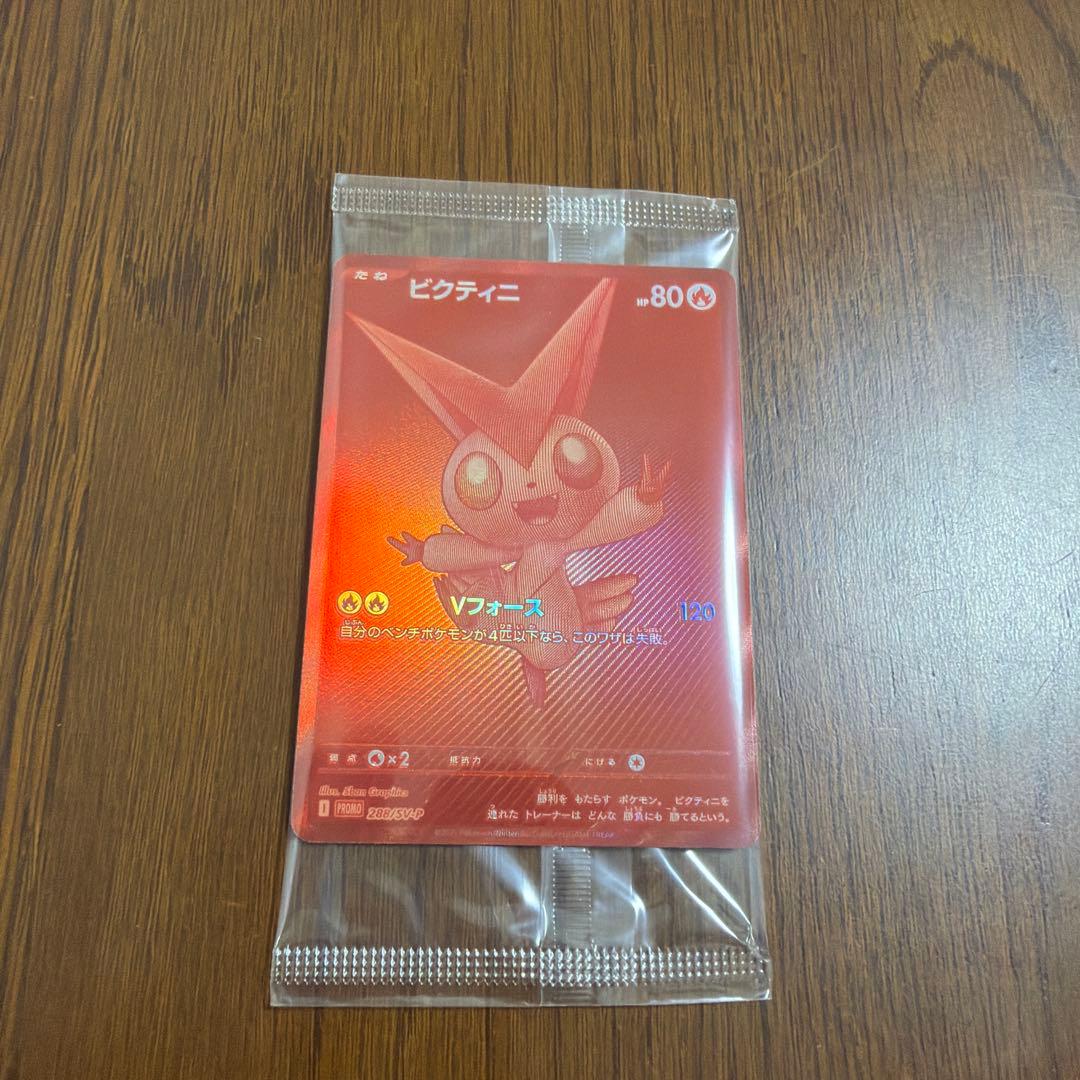 たね ビクティニ HP 80
Vフォース 120
自分のベンチポケモンが4匹以下なら、このワザは失敗。
弱点 ×2 抵抗力 にげる
Illus. 5ban Graphics
勝利を もたらす ポケモン。 ビクティニを
連れた トレーナーは どんな 勝負にも 勝てるという。
I PROMO 288/SV-P